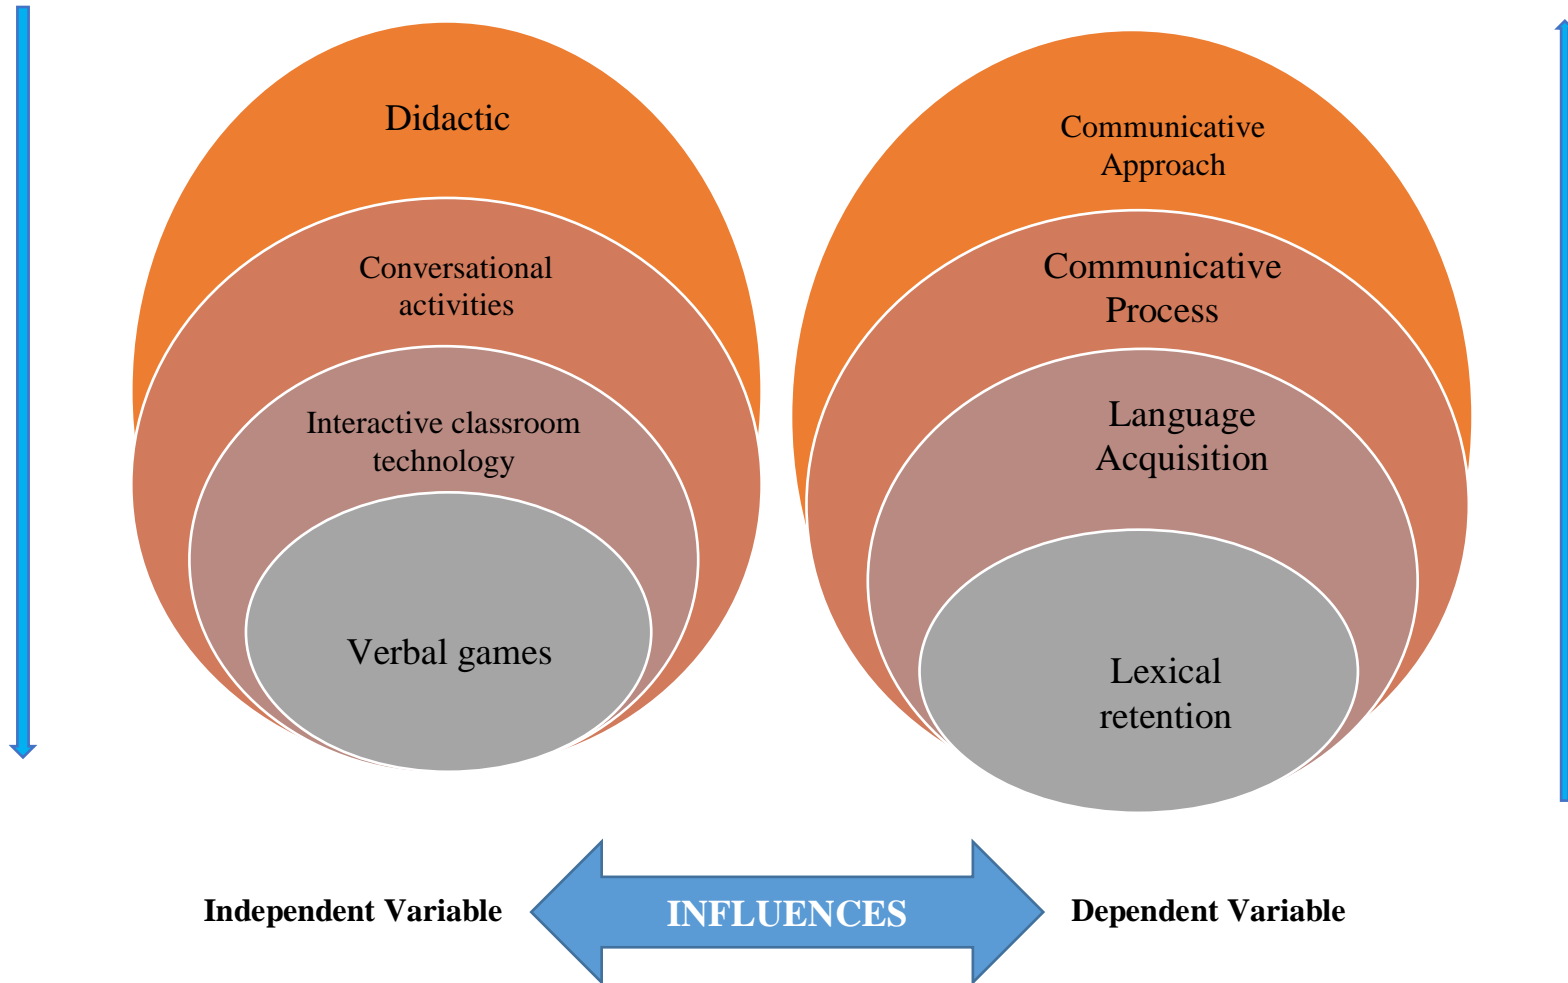 Didactic
Conversational
activities
Interactive classroom
technology
Verbal games
Communicative
Approach
Communicative
Process
Language
Acquisition
Lexical
retention
Independent Variable
INFLUENCES
Dependent Variable